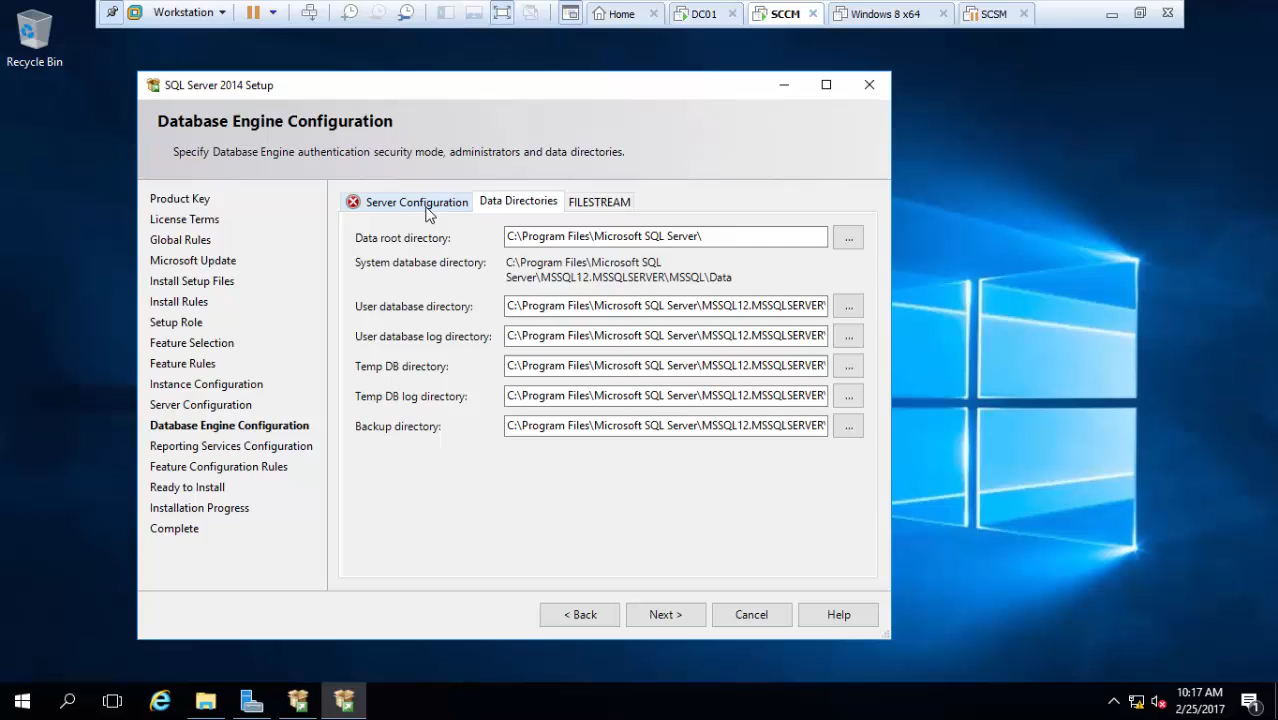 Workstation
Home
DC01
SCCM
Windows 8 x64
SCSM
Recycle Bin
SQL Server 2014 Setup
Database Engine Configuration
Specify Database Engine authentication security mode, administrators and data directories.
Product Key
License Terms
Global Rules
Microsoft Update
Install Setup Files
Install Rules
Setup Role
Feature Selection
Feature Rules
Instance Configuration
Server Configuration
Database Engine Configuration
Reporting Services Configuration
Feature Configuration Rules
Ready to Install
Installation Progress
Complete
Server Configuration
Data Directories
FILESTREAM
Data root directory:
C:\Program Files\Microsoft SQL Server\
...
System database directory:
C:\Program Files\Microsoft SQL
Server\MSSQL12.MSSQLSERVER\MSSQL\Data
User database directory:
C:\Program Files\Microsoft SQL Server\MSSQL12.MSSQLSERVER\
...
User database log directory:
C:\Program Files\Microsoft SQL Server\MSSQL12.MSSQLSERVER\
...
Temp DB directory:
C:\Program Files\Microsoft SQL Server\MSSQL12.MSSQLSERVER\
...
Temp DB log directory:
C:\Program Files\Microsoft SQL Server\MSSQL12.MSSQLSERVER\
...
Backup directory:
C:\Program Files\Microsoft SQL Server\MSSQL12.MSSQLSERVER\
...
< Back
Next >
Cancel
Help
10:17 AM
2/25/2017
1